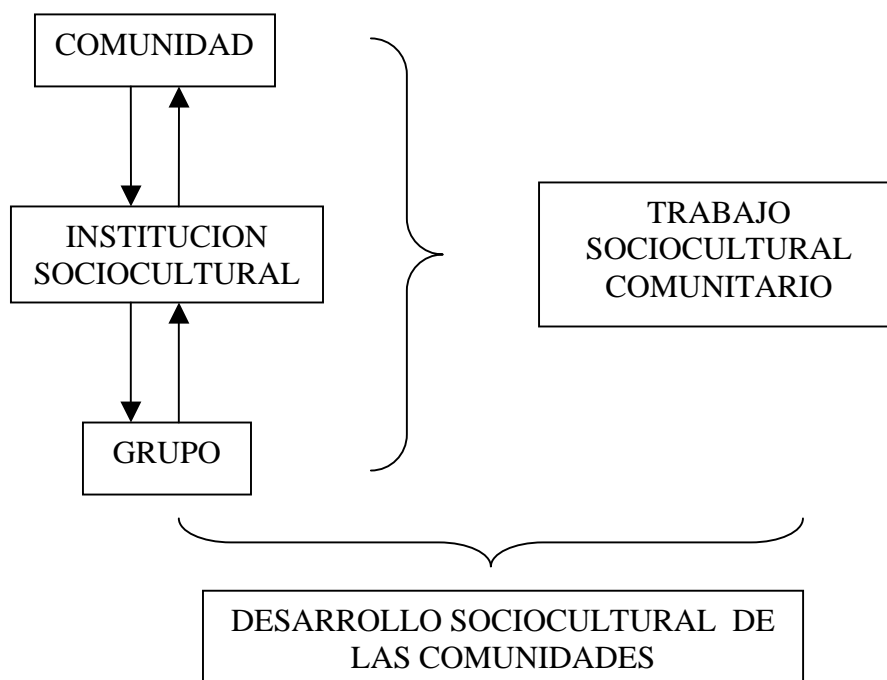 COMUNIDAD
INSTITUCION
SOCIOCULTURAL
GRUPO
TRABAJO
SOCIOCULTURAL
COMUNITARIO
DESARROLLO SOCIOCULTURAL DE
LAS COMUNIDADES